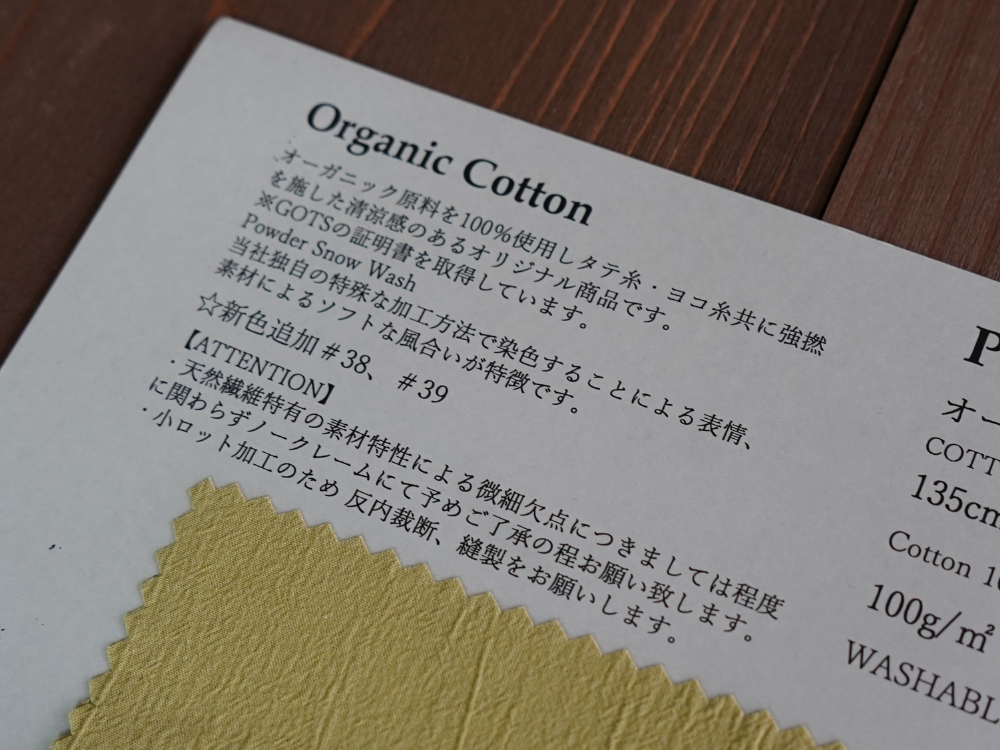 Organic Cotton
オーガニック原料を100%使用しタテ糸・ヨコ糸共に強撚
を施した清涼感のあるオリジナル商品です。
※GOTSの証明書を取得しています。
Powder Snow Wash
当社独自の特殊な加工方法で染色することによる表情、
素材によるソフトな風合いが特徴です。
☆新色追加#38、#39
【ATTENTION】
・天然繊維特有の素材特性による微細欠点につきましては程度
に関わらずノークレームにて予めご了承の程お願い致します。
・小ロット加工のため 反内裁断、縫製をお願いします。
P
オー
COTT
135cm
Cotton 10
100g/㎡
WASHABL